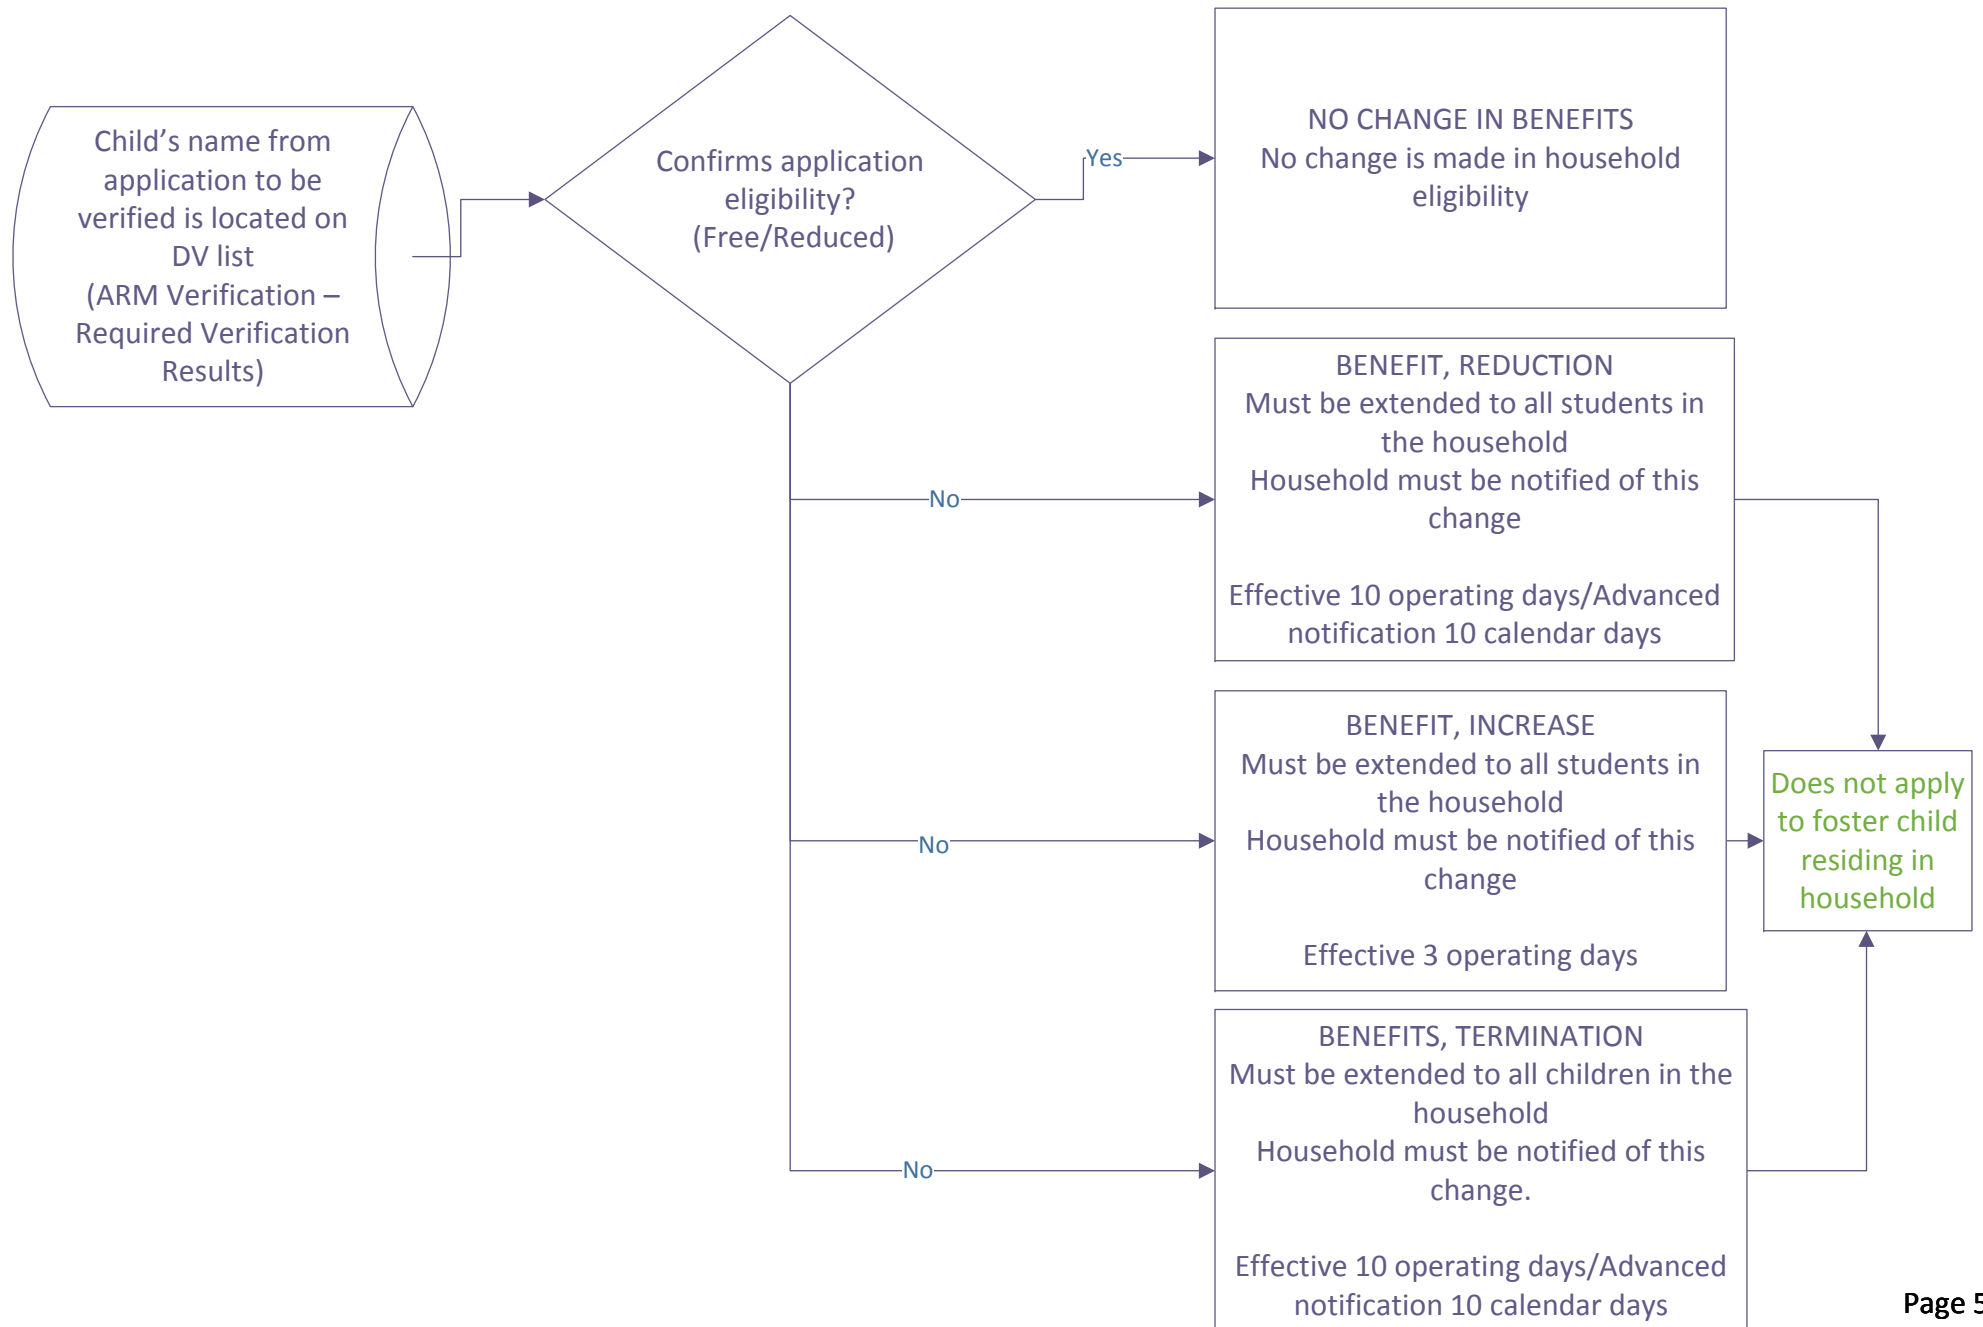 Child’s name from
application to be
verified is located on
DV list
(ARM Verification –
Required Verification
Results)
Confirms application
eligibility?
(Free/Reduced)
Yes
NO CHANGE IN BENEFITS
No change is made in household
eligibility
No
BENEFIT, REDUCTION
Must be extended to all students in
the household
Household must be notified of this
change
Effective 10 operating days/Advanced
notification 10 calendar days
No
BENEFIT, INCREASE
Must be extended to all students in
the household
Household must be notified of this
change
Effective 3 operating days
Does not apply
to foster child
residing in
household
No
BENEFITS, TERMINATION
Must be extended to all children in the
household
Household must be notified of this
change.
Effective 10 operating days/Advanced
notification 10 calendar days
Page 5